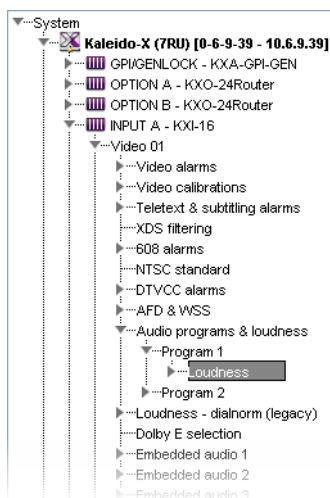 System
Kaleido-X (7RU) [0-6-9-39 - 10.6.9.39]
GPI/GENLOCK - KXA-GPI-GEN
OPTION A - KXO-24Router
OPTION B - KXO-24Router
INPUT A - KXI-16
Video 01
Video alarms
Video calibrations
Teletext & subtitling alarms
XDS filtering
608 alarms
NTSC standard
DTVCC alarms
AFD & WSS
Audio programs & loudness
Program 1
Loudness
Program 2
Loudness - dialnorm (legacy)
Dolby E selection
Embedded audio 1
Embedded audio 2
Embedded audio 3